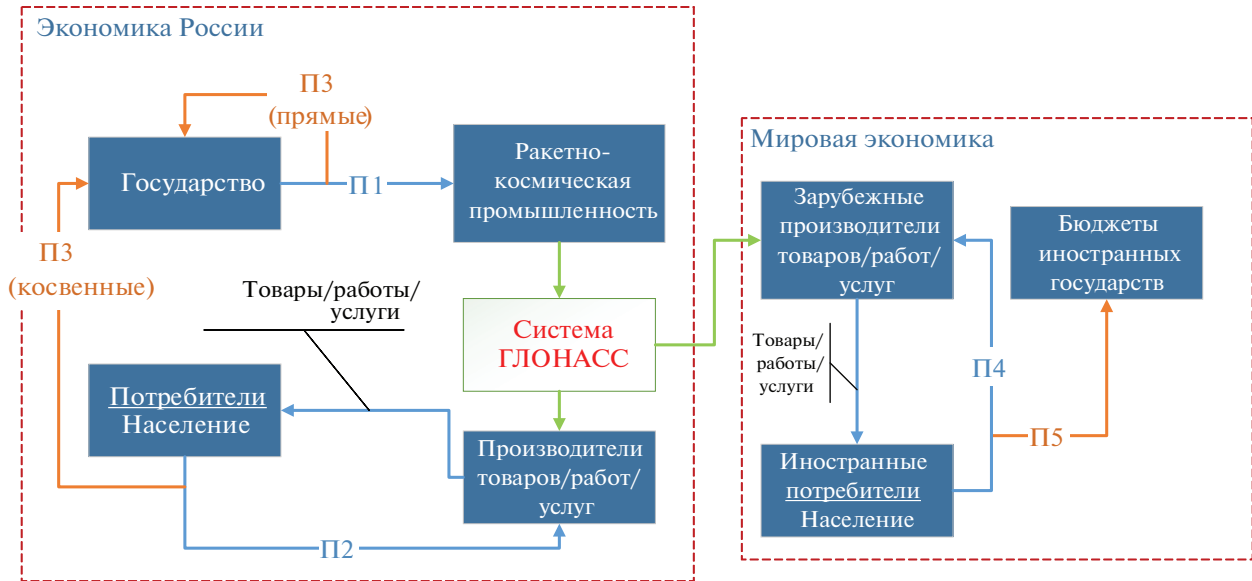 Экономика России
П3
(прямые)
Государство
П1
Ракетно-
космическая
промышленность
П3
(косвенные)
Товары/работы/
услуги
Система
ГЛОНАСС
Потребители
Население
Производители
товаров/работ/
услуг
П2
Мировая экономика
Зарубежные
производители
товаров/работ/
услуг
Бюджеты
иностранных
государств
Товары/
работы/
услуги
П4
П5
Иностранные
потребители
Население